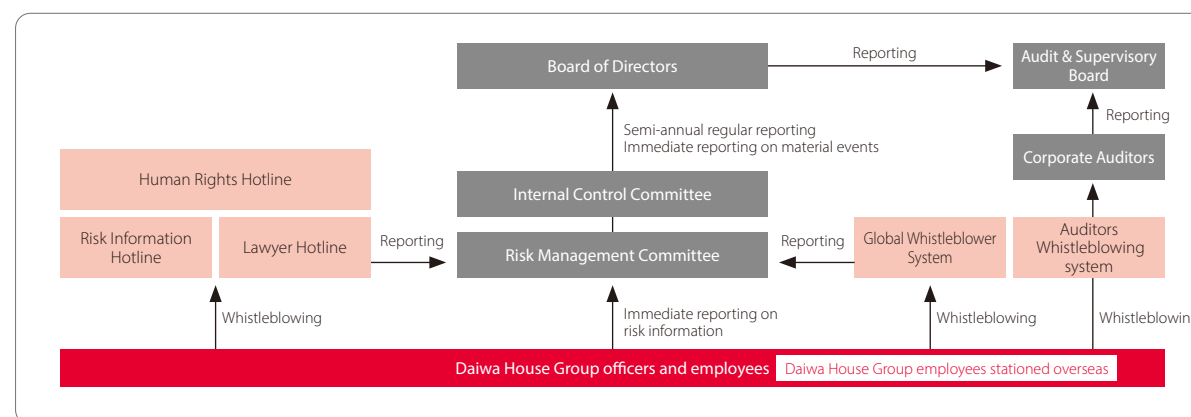 Board of Directors
Reporting
Audit & Supervisory
Board
Semi-annual regular reporting
Immediate reporting on material events
Reporting
Corporate Auditors
Human Rights Hotline
Internal Control Committee
Risk Information
Hotline
Lawyer Hotline
Reporting
Risk Management Committee
Reporting
Global Whistleblower
System
Auditors
Whistleblowing
system
Whistleblowing
Immediate reporting on
risk information
Whistleblowing
Whistleblowin
Daiwa House Group officers and employees
Daiwa House Group employees stationed overseas